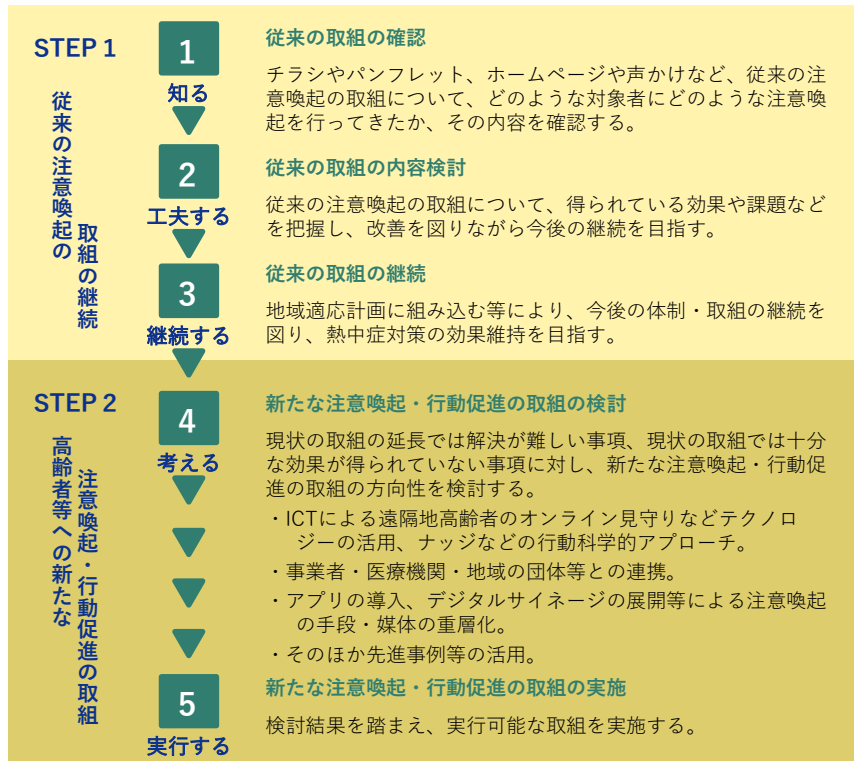 STEP 1
従来の注意喚起の
取組の継続
1
知る
従来の取組の確認
チラシやパンフレット、ホームページや声かけなど、従来の注
意喚起の取組について、どのような対象者にどのような注意喚
起を行ってきたか、その内容を確認する。
2
工夫する
従来の取組の内容検討
従来の注意喚起の取組について、得られている効果や課題など
を把握し、改善を図りながら今後の継続を目指す。
3
継続する
従来の取組の継続
地域適応計画に組み込む等により、今後の体制・取組の継続を
図り、熱中症対策の効果維持を目指す。
STEP 2
高齢者等への新たな
注意喚起・行動促進の取組
4
考える
新たな注意喚起・行動促進の取組の検討
現状の取組の延長では解決が難しい事項、現状の取組では十分
な効果が得られていない事項に対し、新たな注意喚起・行動促
進の取組の方向性を検討する。
・ICTによる遠隔地高齢者のオンライン見守りなどテクノロ
ジーの活用、ナッジなどの行動科学的アプローチ。
・事業者・医療機関・地域の団体等との連携。
・アプリの導入、デジタルサイネージの展開等による注意喚起
の手段・媒体の重層化。
・そのほか先進事例等の活用。
5
実行する
新たな注意喚起・行動促進の取組の実施
検討結果を踏まえ、実行可能な取組を実施する。